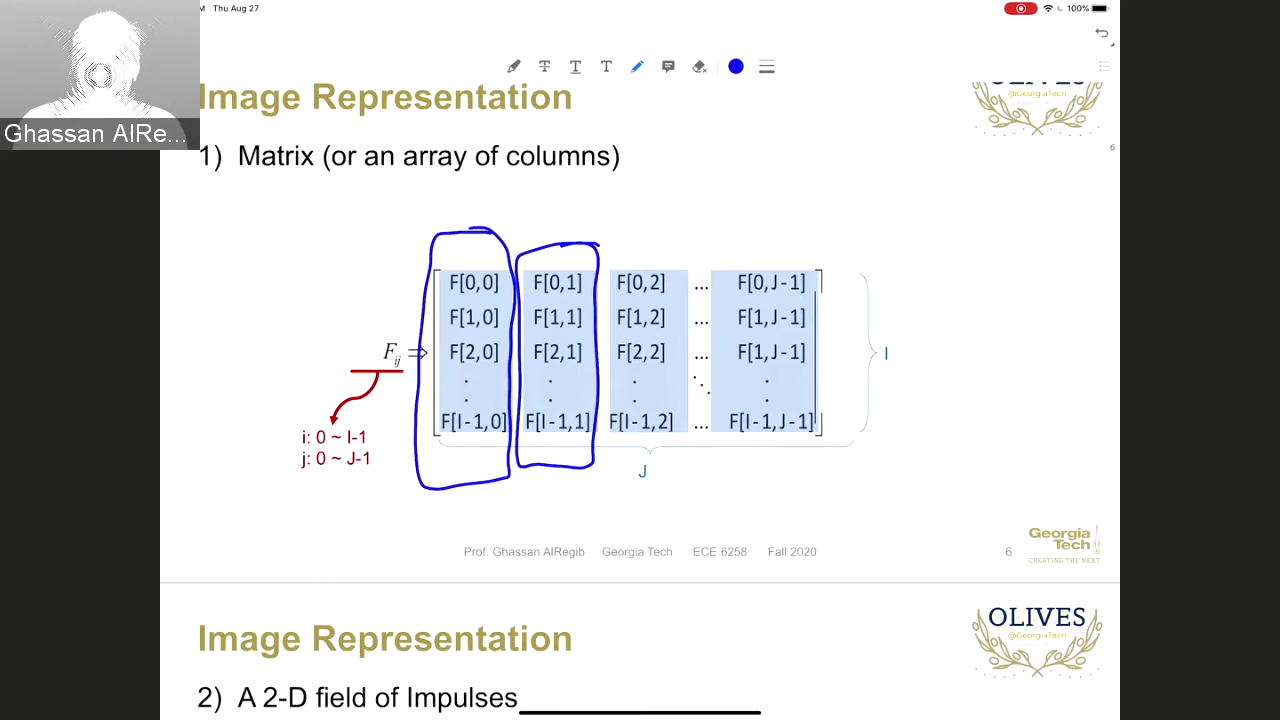 M Thu Aug 27
100%
T T T
Ghassan AlRe...
Image Representation
@GeorgiaTech
6
1) Matrix (or an array of columns)
F[0,0] F[0,1] F[0,2] ... F[0,J-1]
F[1,0] F[1,1] F[1,2] ... F[1,J-1]
Fij ⇒ F[2,0] F[2,1] F[2,2] ... F[1,J-1] I
. . . ⋱ .
. . . .
F[I-1,0] F[I-1,1] F[I-1,2] ... F[I-1,J-1]
i: 0 ~ I-1
j: 0 ~ J-1
J
Prof. Ghassan AlRegib Georgia Tech ECE 6258 Fall 2020 6
Georgia
Tech
CREATING THE NEXT
Image Representation
OLIVES
@GeorgiaTech
2) A 2-D field of Impulses